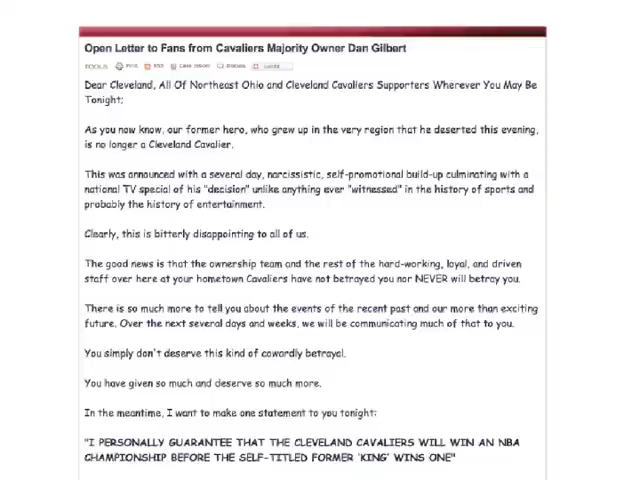 Open Letter to Fans from Cavaliers Majority Owner Dan Gilbert
TOOLS Print RSS
Dear Cleveland, All Of Northeast Ohio and Cleveland Cavaliers Supporters Wherever You May Be
Tonight;
As you now know, our former hero, who grew up in the very region that he deserted this evening,
is no longer a Cleveland Cavalier.
This was announced with a several day, narcissistic, self-promotional build-up culminating with a
national TV special of his "decision" unlike anything ever "witnessed" in the history of sports and
probably the history of entertainment.
Clearly, this is bitterly disappointing to all of us.
The good news is that the ownership team and the rest of the hard-working, loyal, and driven
staff over here at your hometown Cavaliers have not betrayed you nor NEVER will betray you.
There is so much more to tell you about the events of the recent past and our more than exciting
future. Over the next several days and weeks, we will be communicating much of that to you.
You simply don't deserve this kind of cowardly betrayal.
You have given so much and deserve so much more.
In the meantime, I want to make one statement to you tonight:
"I PERSONALLY GUARANTEE THAT THE CLEVELAND CAVALIERS WILL WIN AN NBA
CHAMPIONSHIP BEFORE THE SELF-TITLED FORMER 'KING' WINS ONE"